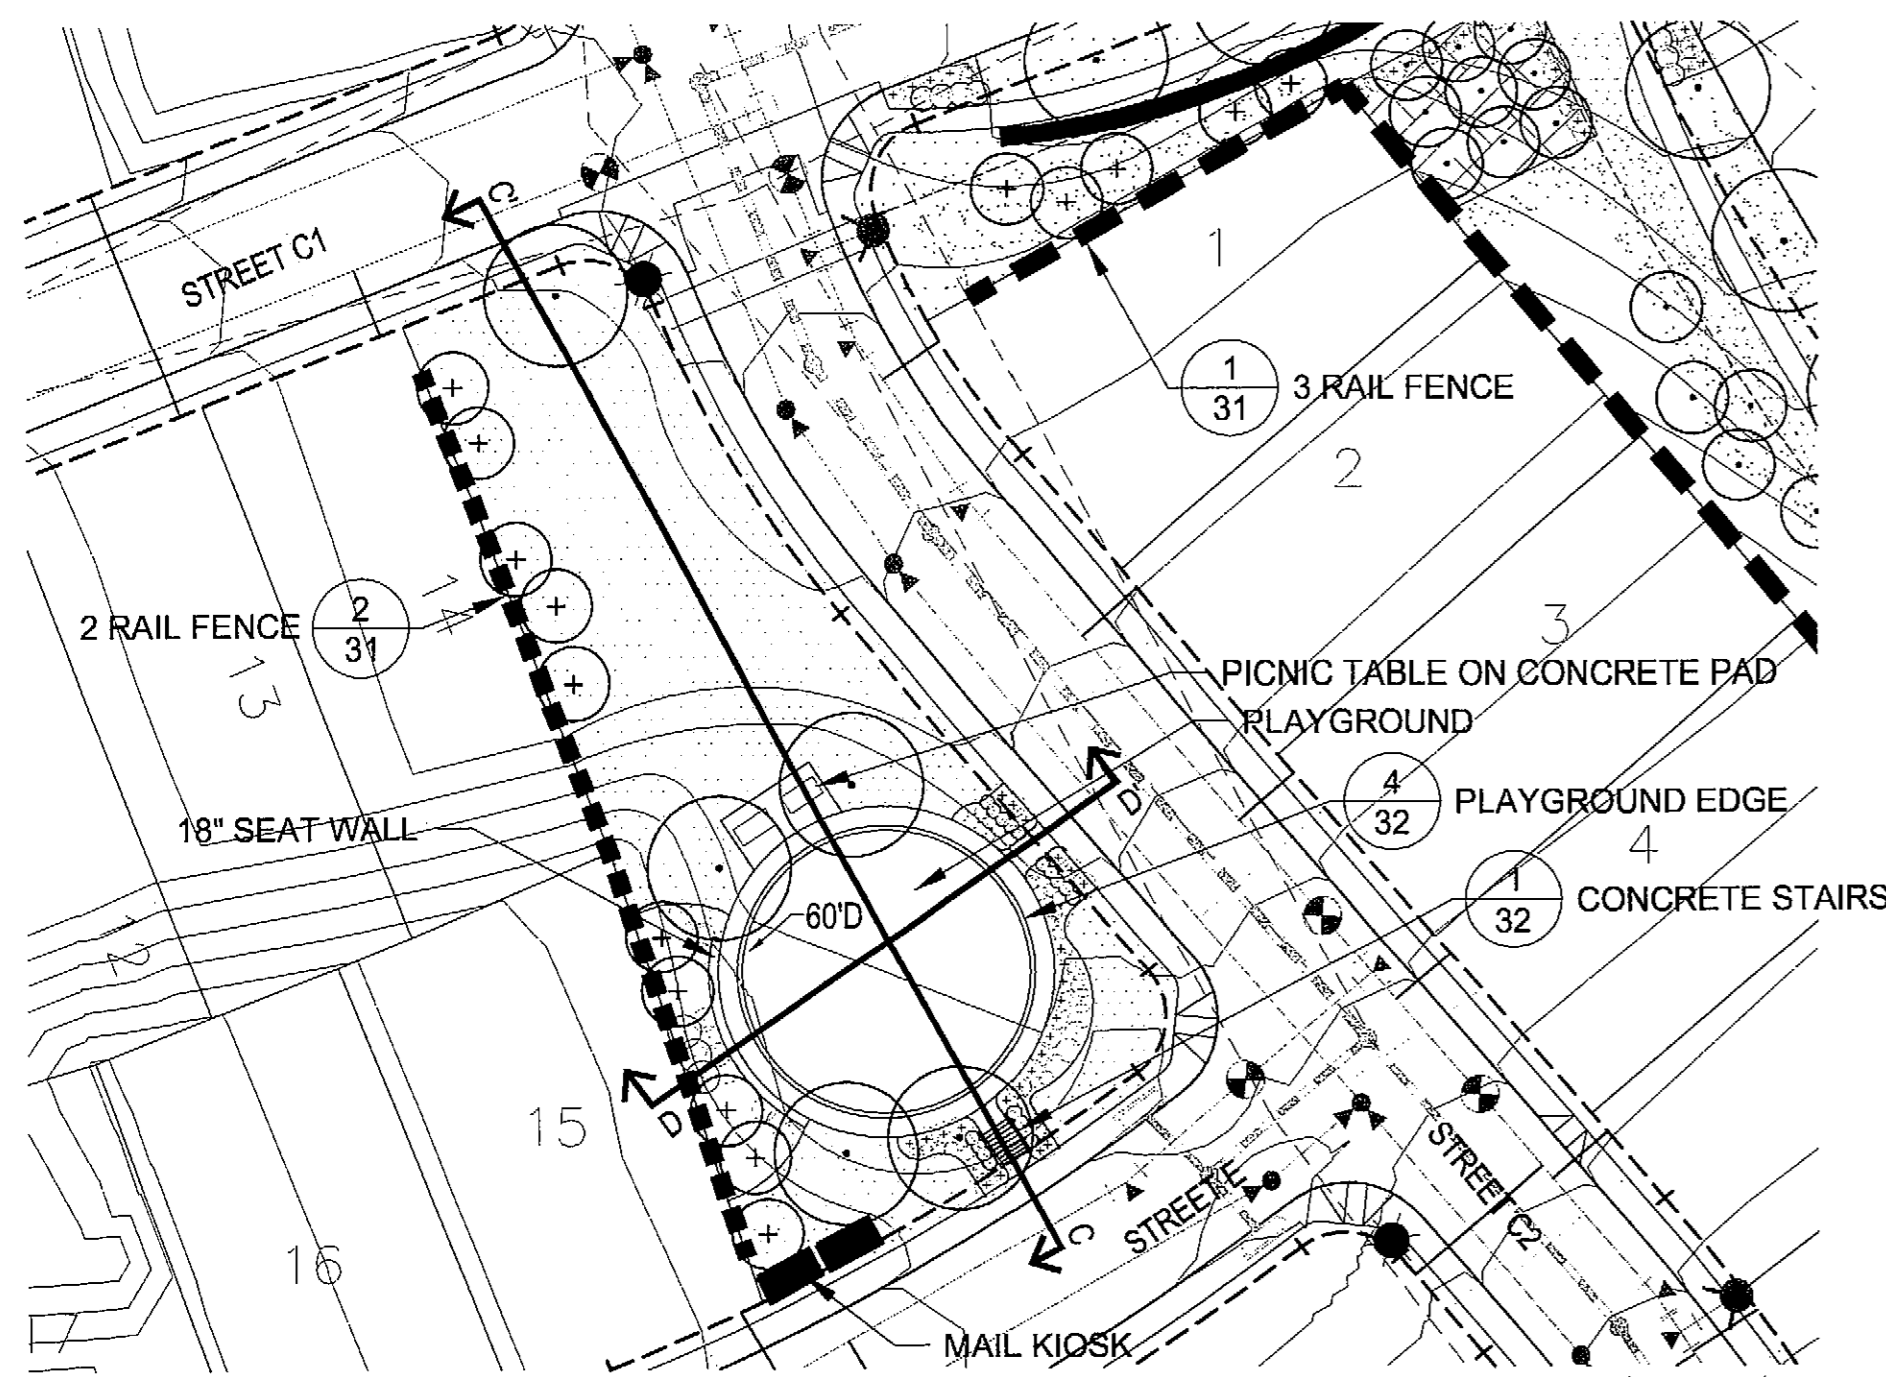 C
STREET C1
1
1
31
3 RAIL FENCE
2
2 RAIL FENCE
2
31
14
13
3
PICNIC TABLE ON CONCRETE PAD
PLAYGROUND
D
4
32
PLAYGROUND EDGE
18" SEAT WALL
4
1
32
CONCRETE STAIRS
60'D
12
15
D
STREET E
STREET C2
C
16
17
MAIL KIOSK